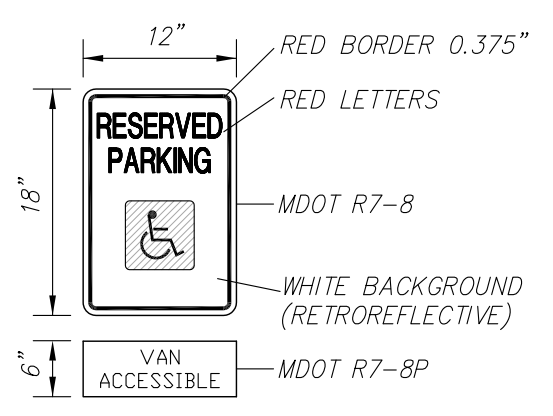 12"
RED BORDER 0.375"
RED LETTERS
RESERVED
PARKING
18"
MDOT R7-8
WHITE BACKGROUND
(RETROREFLECTIVE)
6"
VAN
ACCESSIBLE
MDOT R7-8P